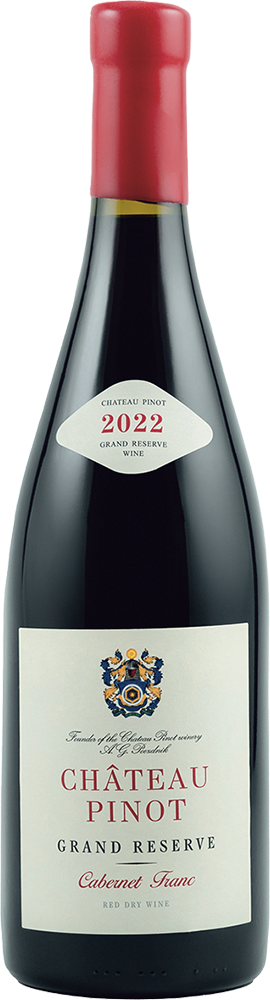 CHATEAU PINOT
2022
GRAND RESERVE
WINE
Founder of the Chateau Pinot winery
A. G. Poezdnik
CHÂTEAU
PINOT
GRAND RESERVE
Cabernet Franc
RED DRY WINE